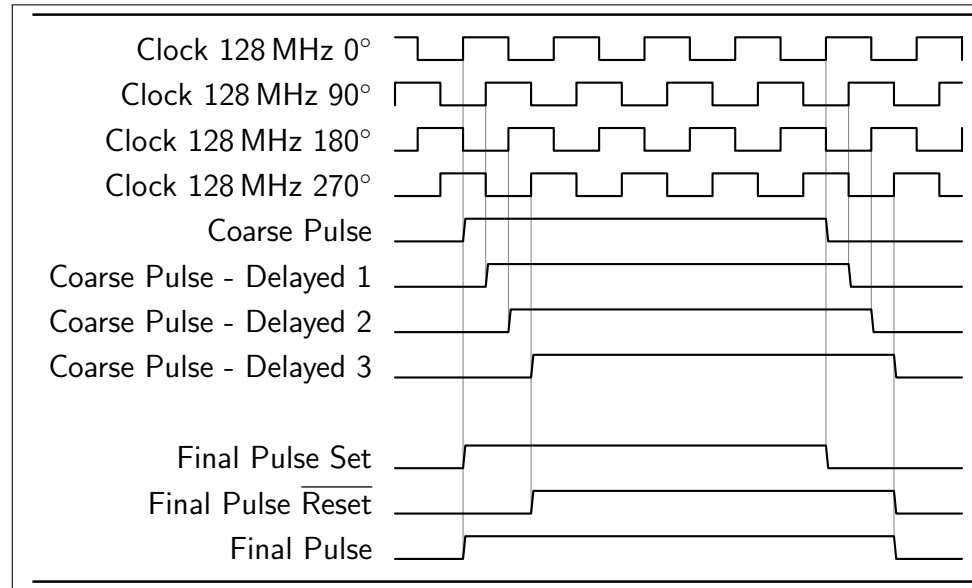 Clock 128 MHz 0°
Clock 128 MHz 90°
Clock 128 MHz 180°
Clock 128 MHz 270°
Coarse Pulse
Coarse Pulse - Delayed 1
Coarse Pulse - Delayed 2
Coarse Pulse - Delayed 3
Final Pulse Set
Final Pulse R̅e̅s̅e̅t̅
Final Pulse